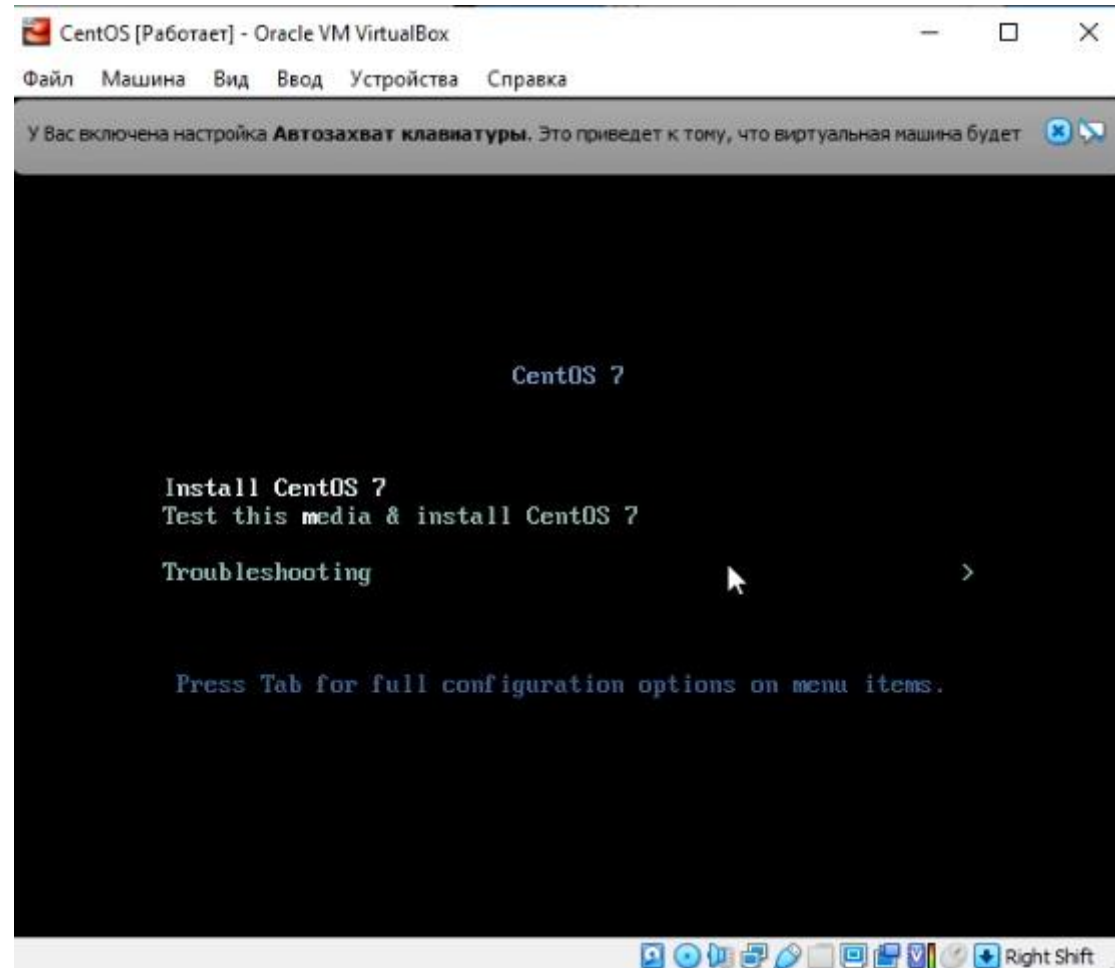 CentOS [Работает] - Oracle VM VirtualBox
Файл Машина Вид Ввод Устройства Справка
У Вас включена настройка Автозахват клавиатуры. Это приведет к тому, что виртуальная машина будет
CentOS 7
Install CentOS 7
Test this media & install CentOS 7
Troubleshooting >
Press Tab for full configuration options on menu items.
Right Shift